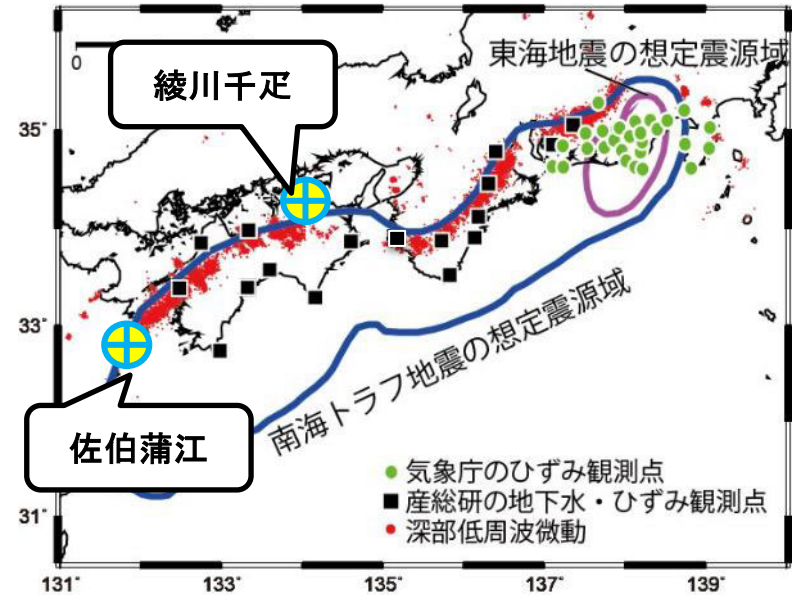 東海地震の想定震源域
0
綾川千疋
35°
33°
佐伯蒲江
南海トラフ地震の想定震源域
気象庁のひずみ観測点
産総研の地下水・ひずみ観測点
深部低周波微動
31°
131° 133° 135° 137° 139°